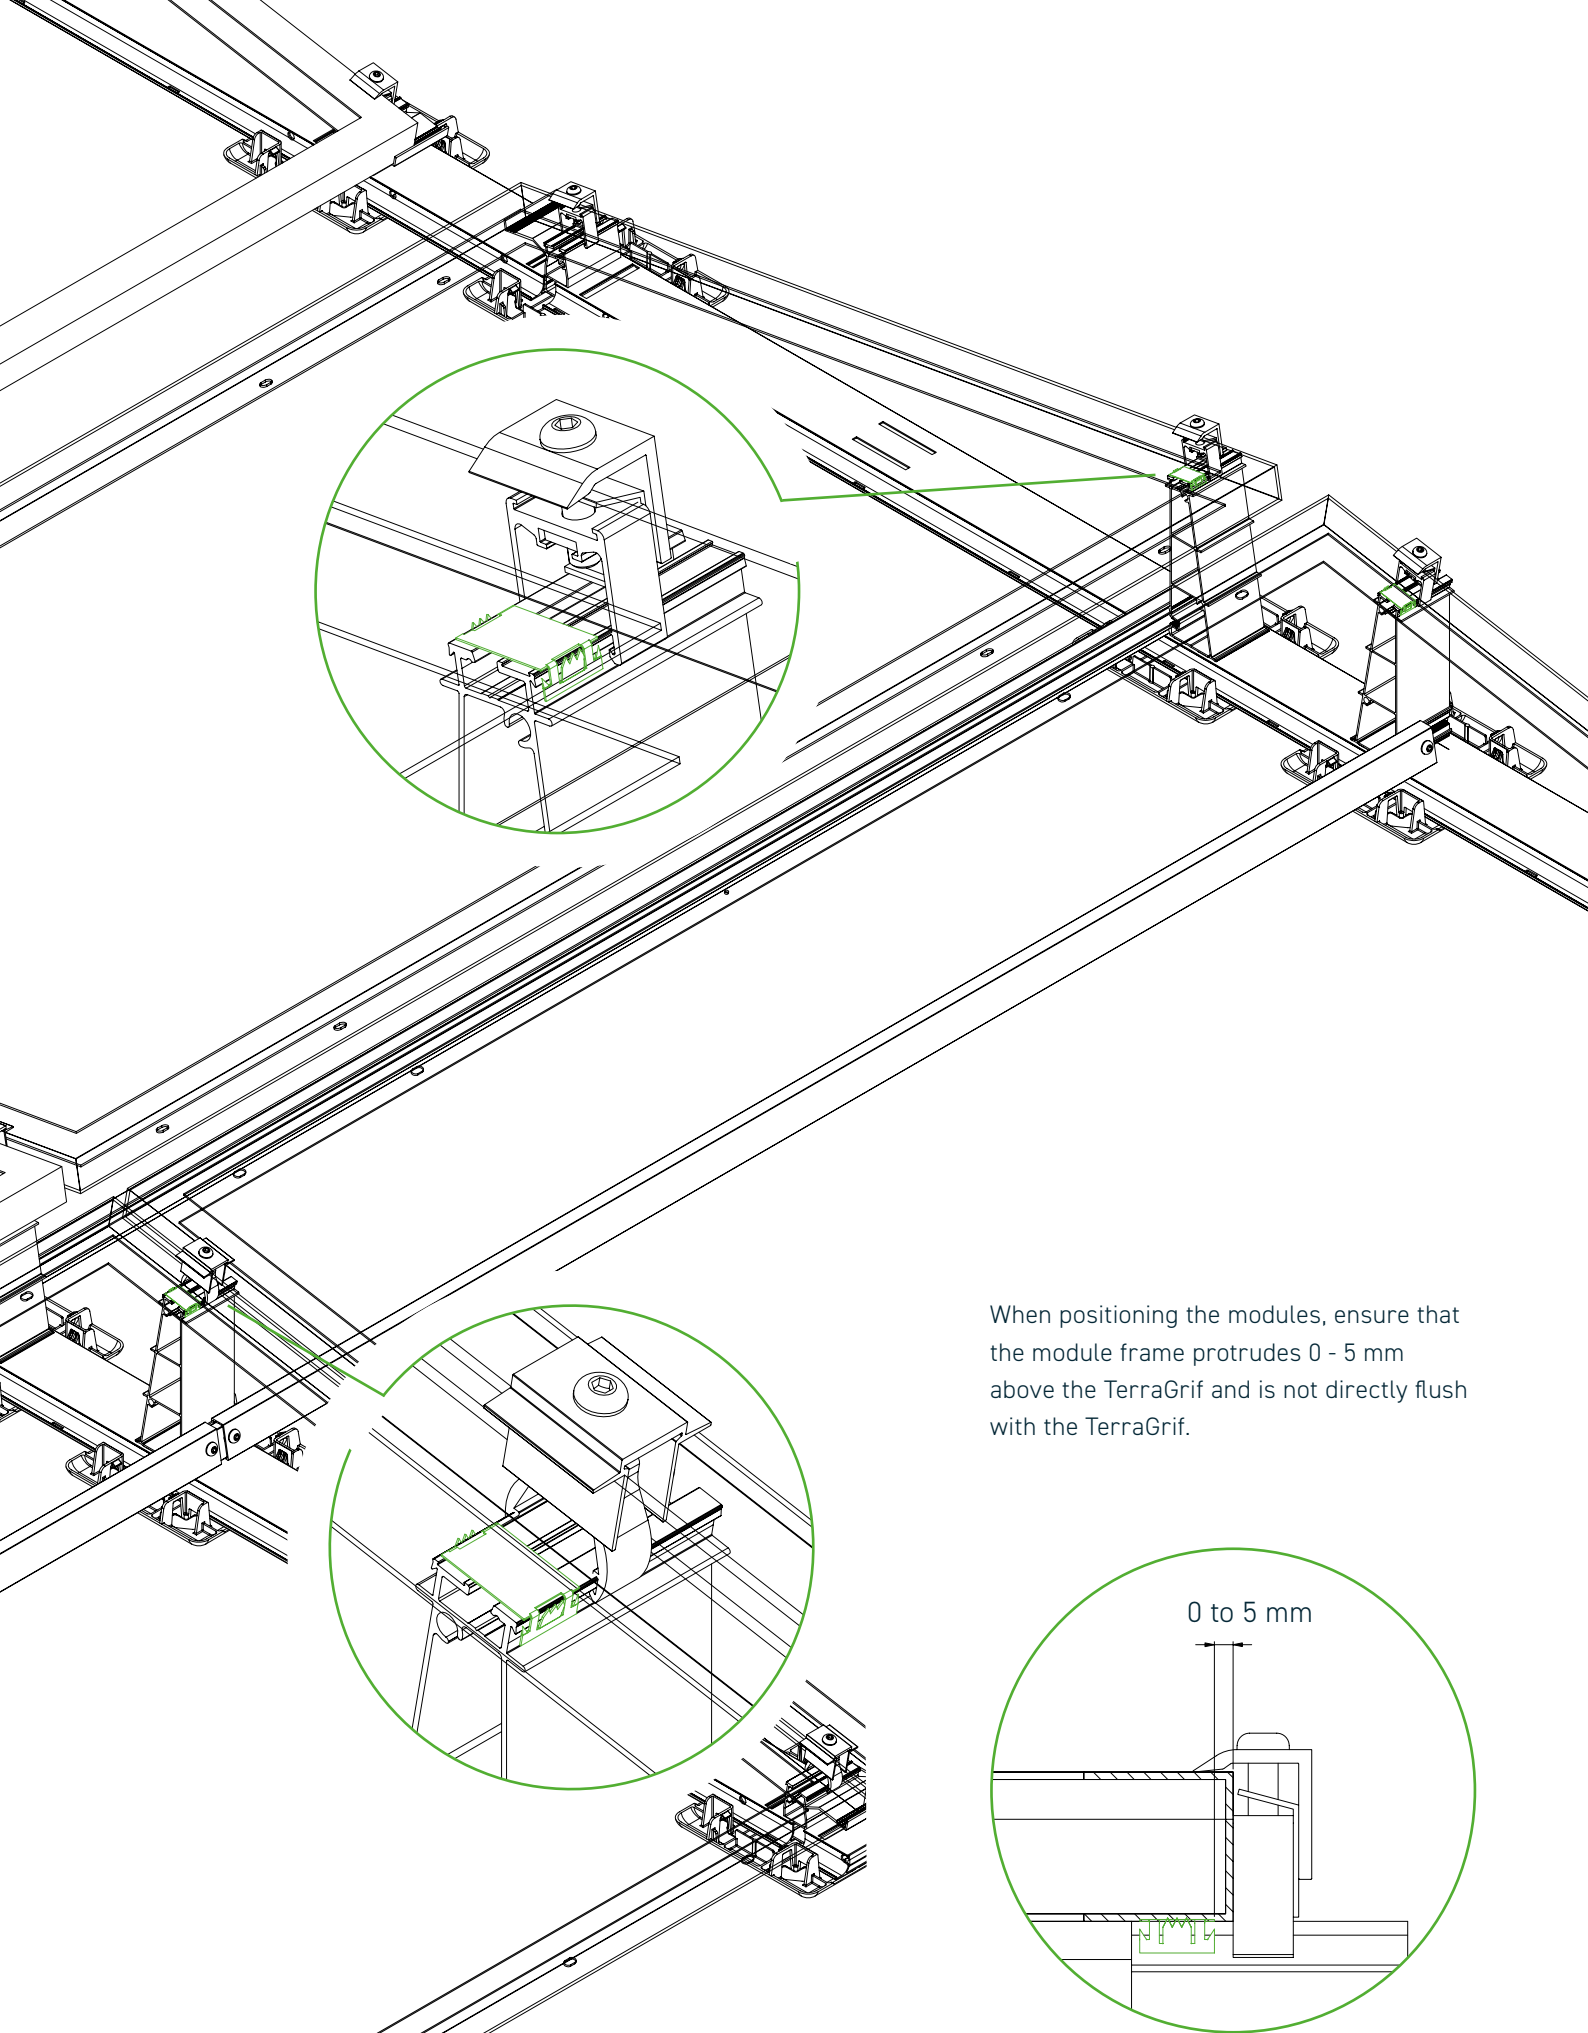 When positioning the modules, ensure that
the module frame protrudes 0 - 5 mm
above the TerraGrif and is not directly flush
with the TerraGrif.
0 to 5 mm